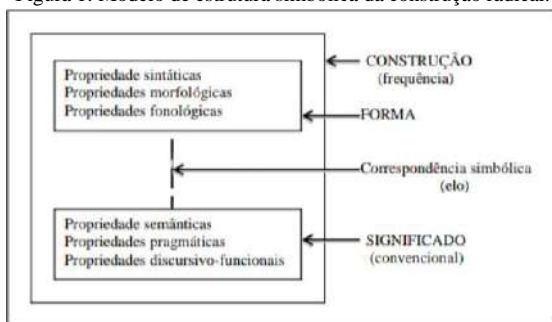 Figura 1: Modelo de estrutura simbólica da construção radical.
CONSTRUÇÃO
(frequência)
Propriedade sintáticas
Propriedades morfológicas
Propriedades fonológicas
FORMA
Correspondência simbólica
(elo)
Propriedade semânticas
Propriedades pragmáticas
Propriedades discursivo-funcionais
SIGNIFICADO
(convencional)